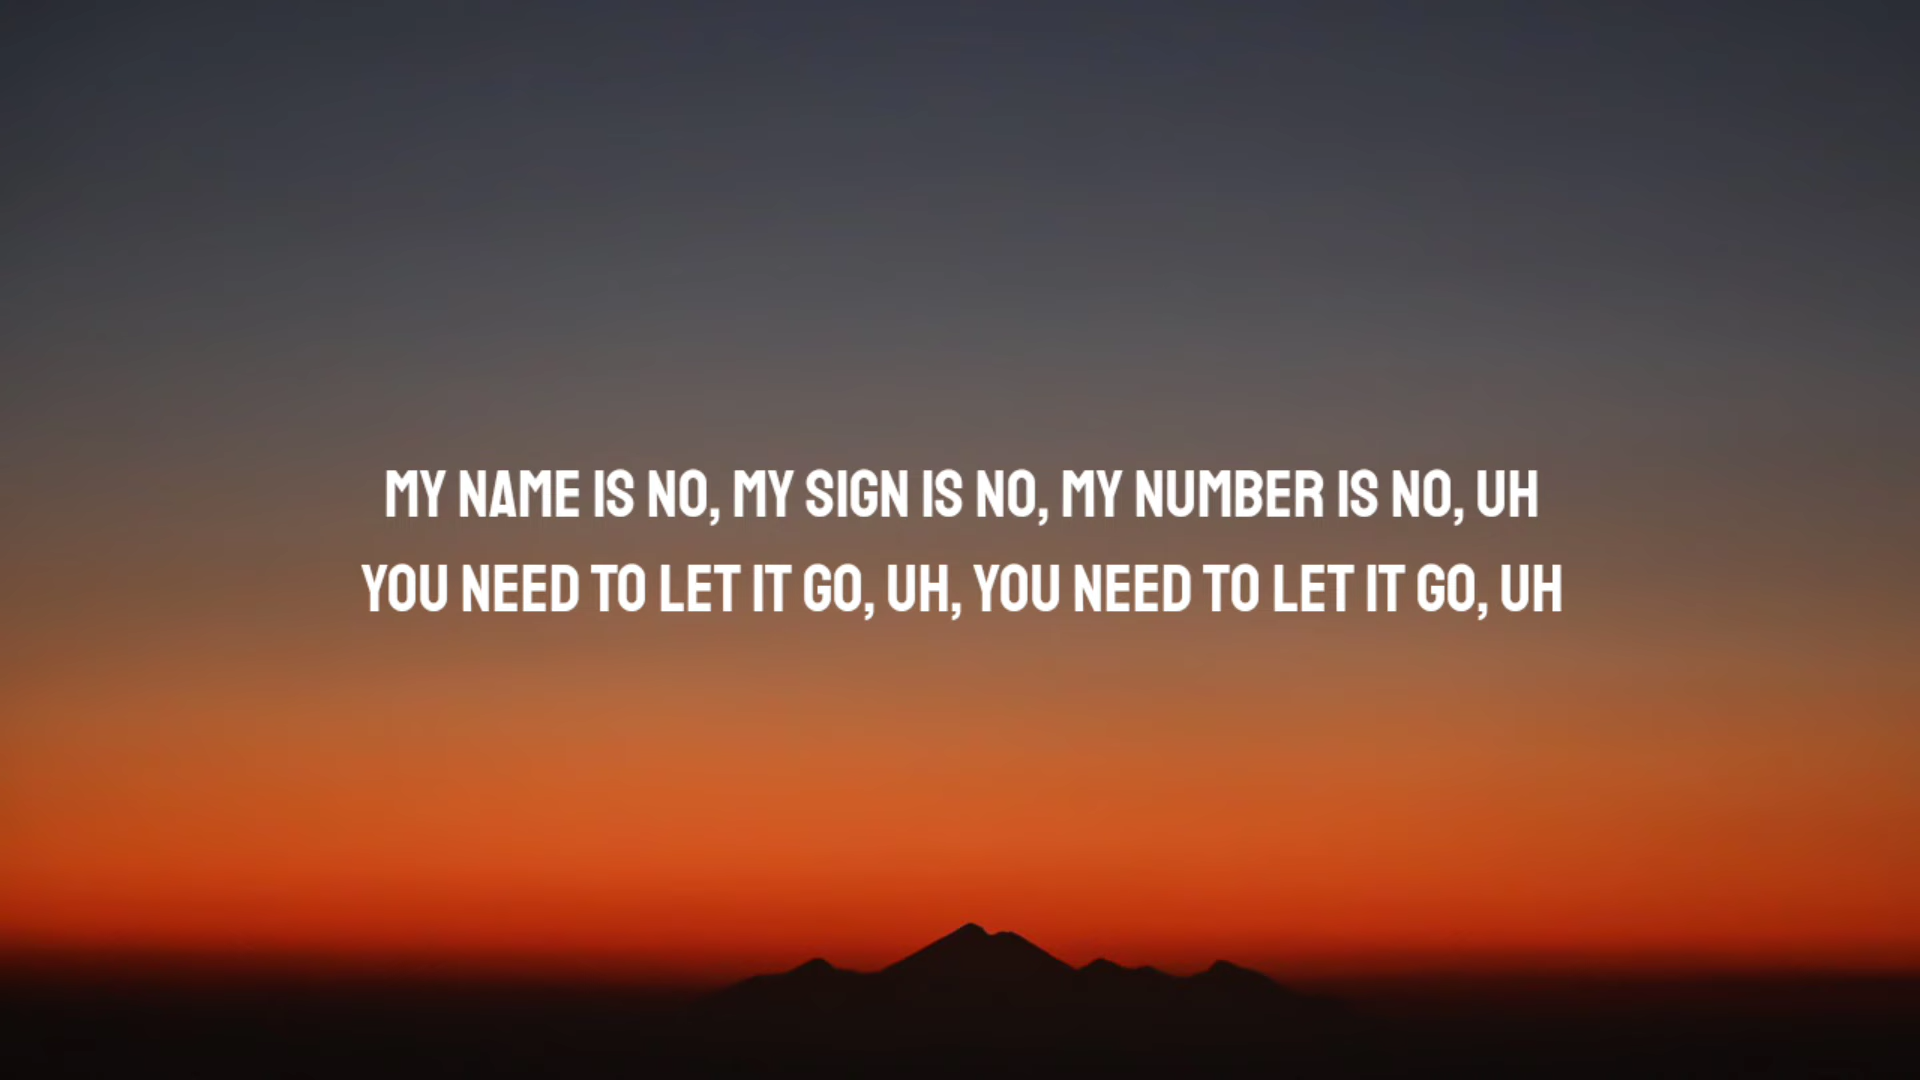 MY NAME IS NO, MY SIGN IS NO, MY NUMBER IS NO, UH
YOU NEED TO LET IT GO, UH, YOU NEED TO LET IT GO, UH